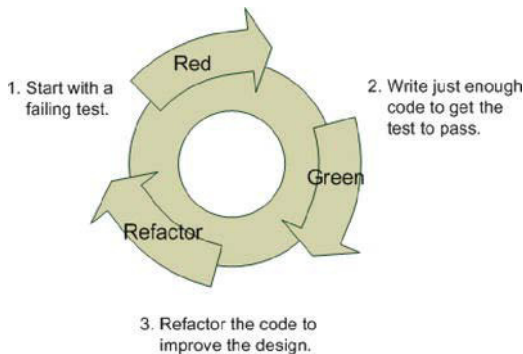 Red
1. Start with a
failing test.
2. Write just enough
code to get the
test to pass.
Green
Refactor
3. Refactor the code to
improve the design.